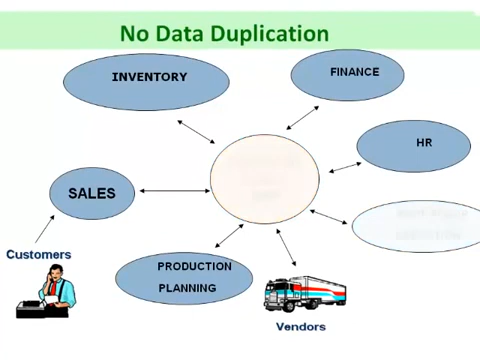 No Data Duplication
INVENTORY
FINANCE
HR
SALES
Customers
PRODUCTION
PLANNING
Vendors